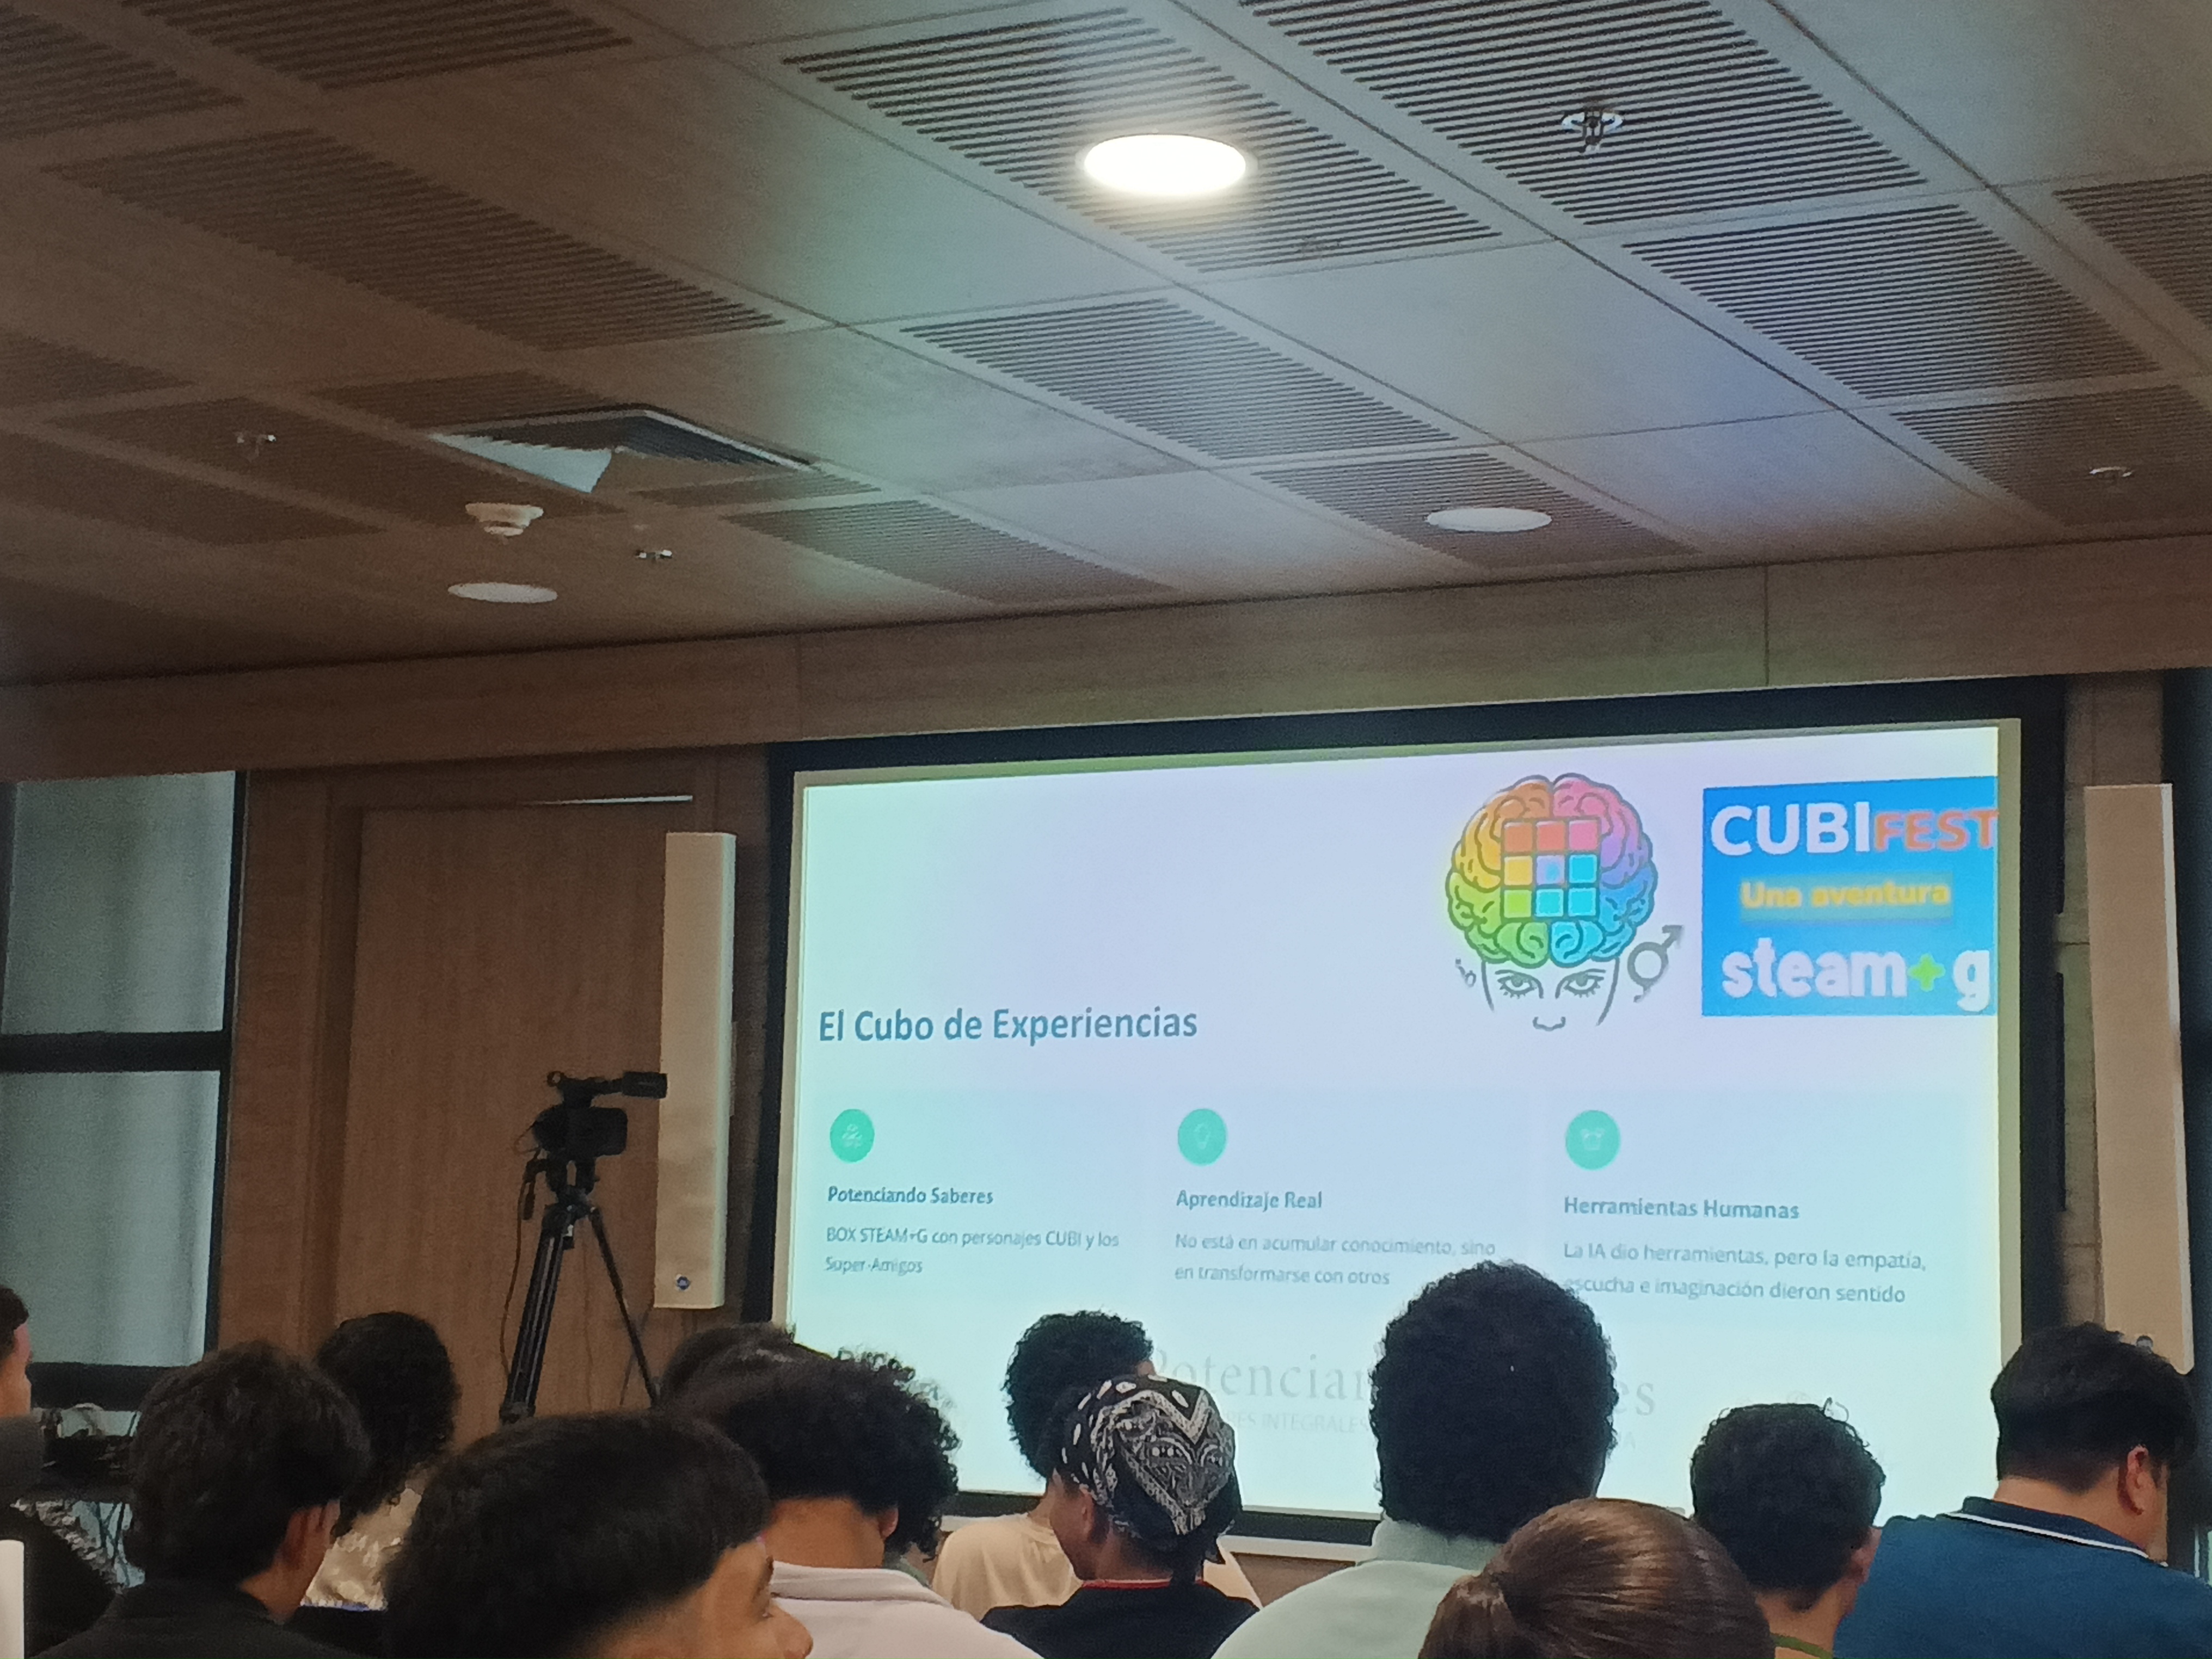 CUBIFEST
Una aventura
steam+g
El Cubo de Experiencias
Potenciando Saberes
BOX STEAM+G con personajes CUBI y los
Super-Amigos
Aprendizaje Real
No está en acumular conocimiento, sino
en transformarse con otros
Herramientas Humanas
La IA dio herramientas, pero la empatía,
escucha e imaginación dieron sentido
INTEGRALES